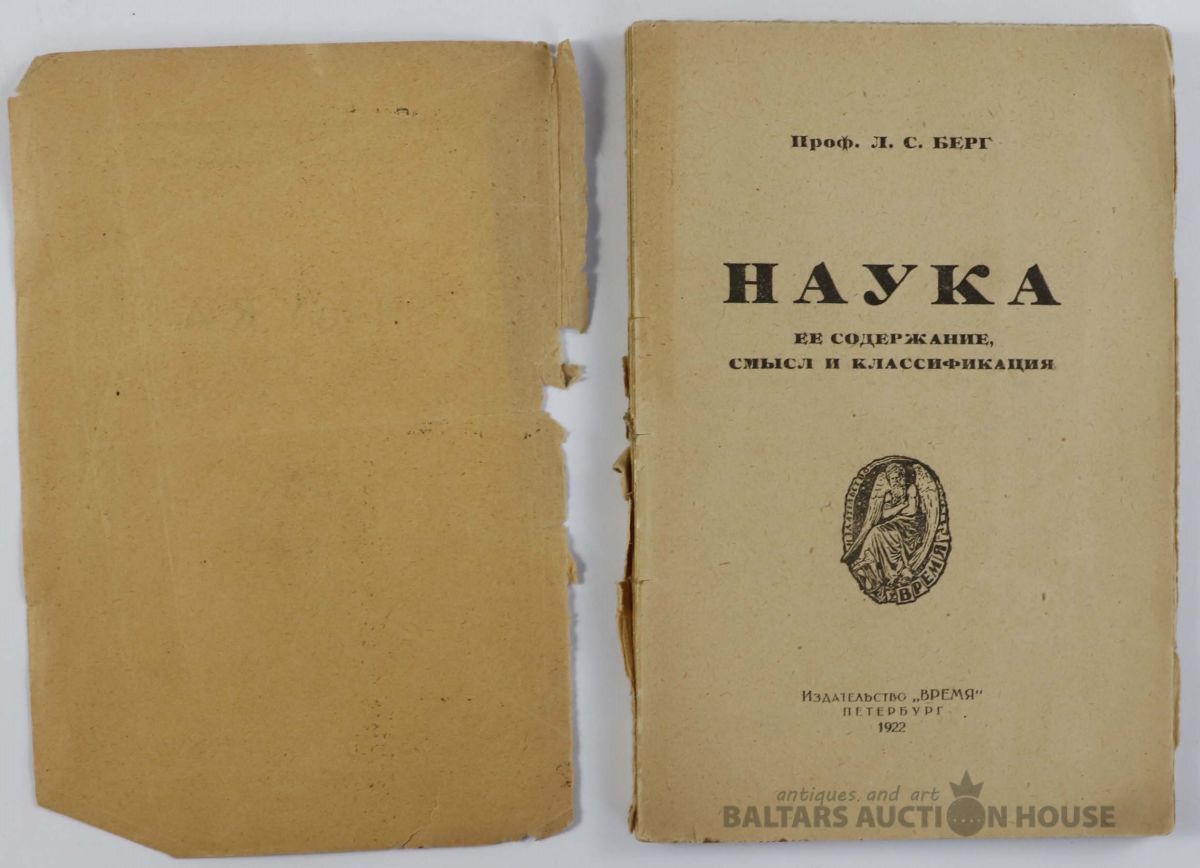 Проф. Л. С. БЕРГ
НАУКА
ЕЕ СОДЕРЖАНИЕ,
СМЫСЛ И КЛАССИФИКАЦИЯ
ВРЕМЯ
Издательство „ВРЕМЯ"
ПЕТЕРБУРГ
1922
antiques, and art
BALTARS AUCTION HOUSE